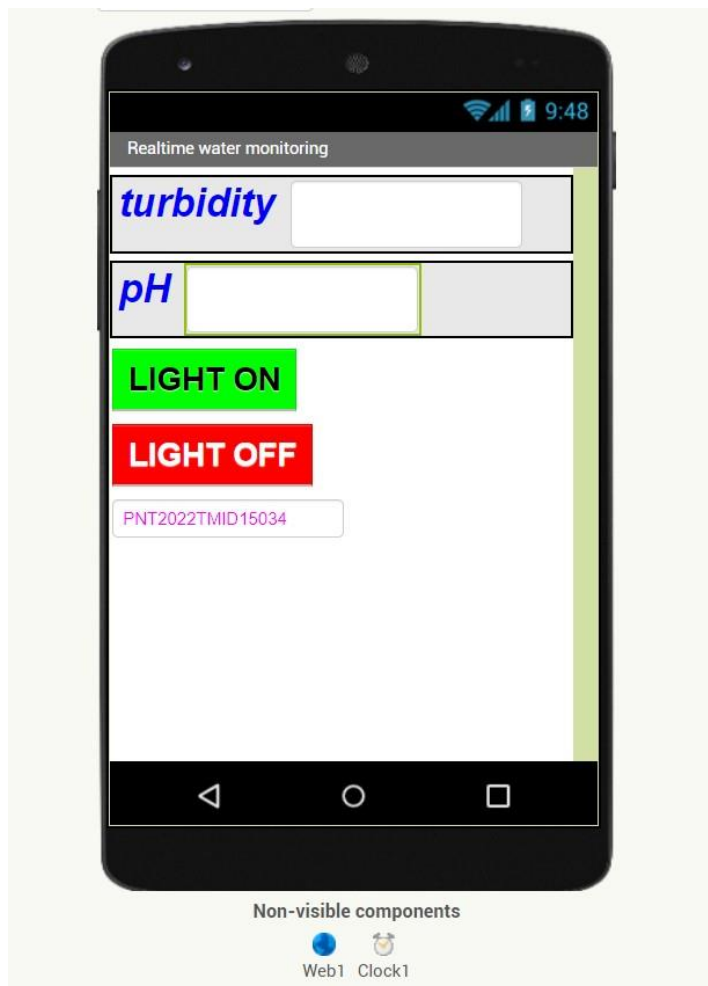 9:48
Realtime water monitoring
turbidity
pH
LIGHT ON
LIGHT OFF
PNT2022TMID15034
Non-visible components
Web1 Clock1